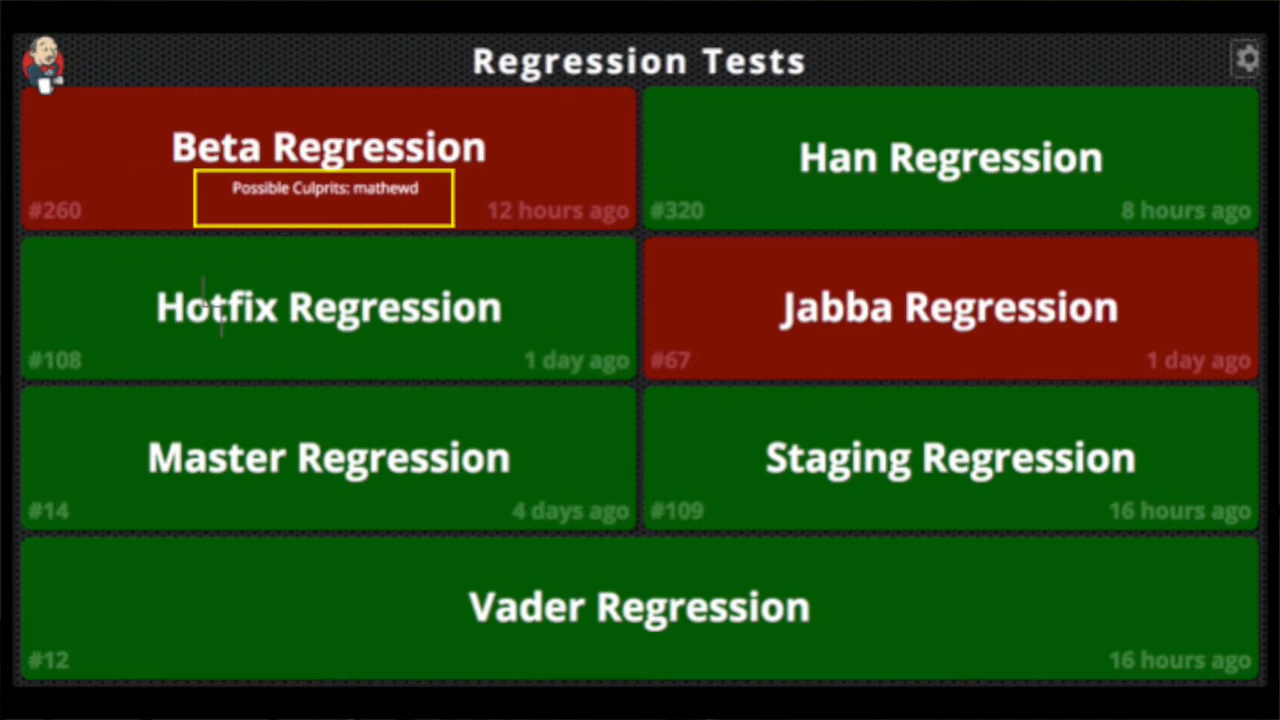 Regression Tests
Beta Regression
Possible Culprits: mathewd
#260
12 hours ago
Han Regression
#320
8 hours ago
Hotfix Regression
#108
1 day ago
Jabba Regression
#67
1 day ago
Master Regression
#14
4 days ago
Staging Regression
#109
16 hours ago
Vader Regression
#12
16 hours ago